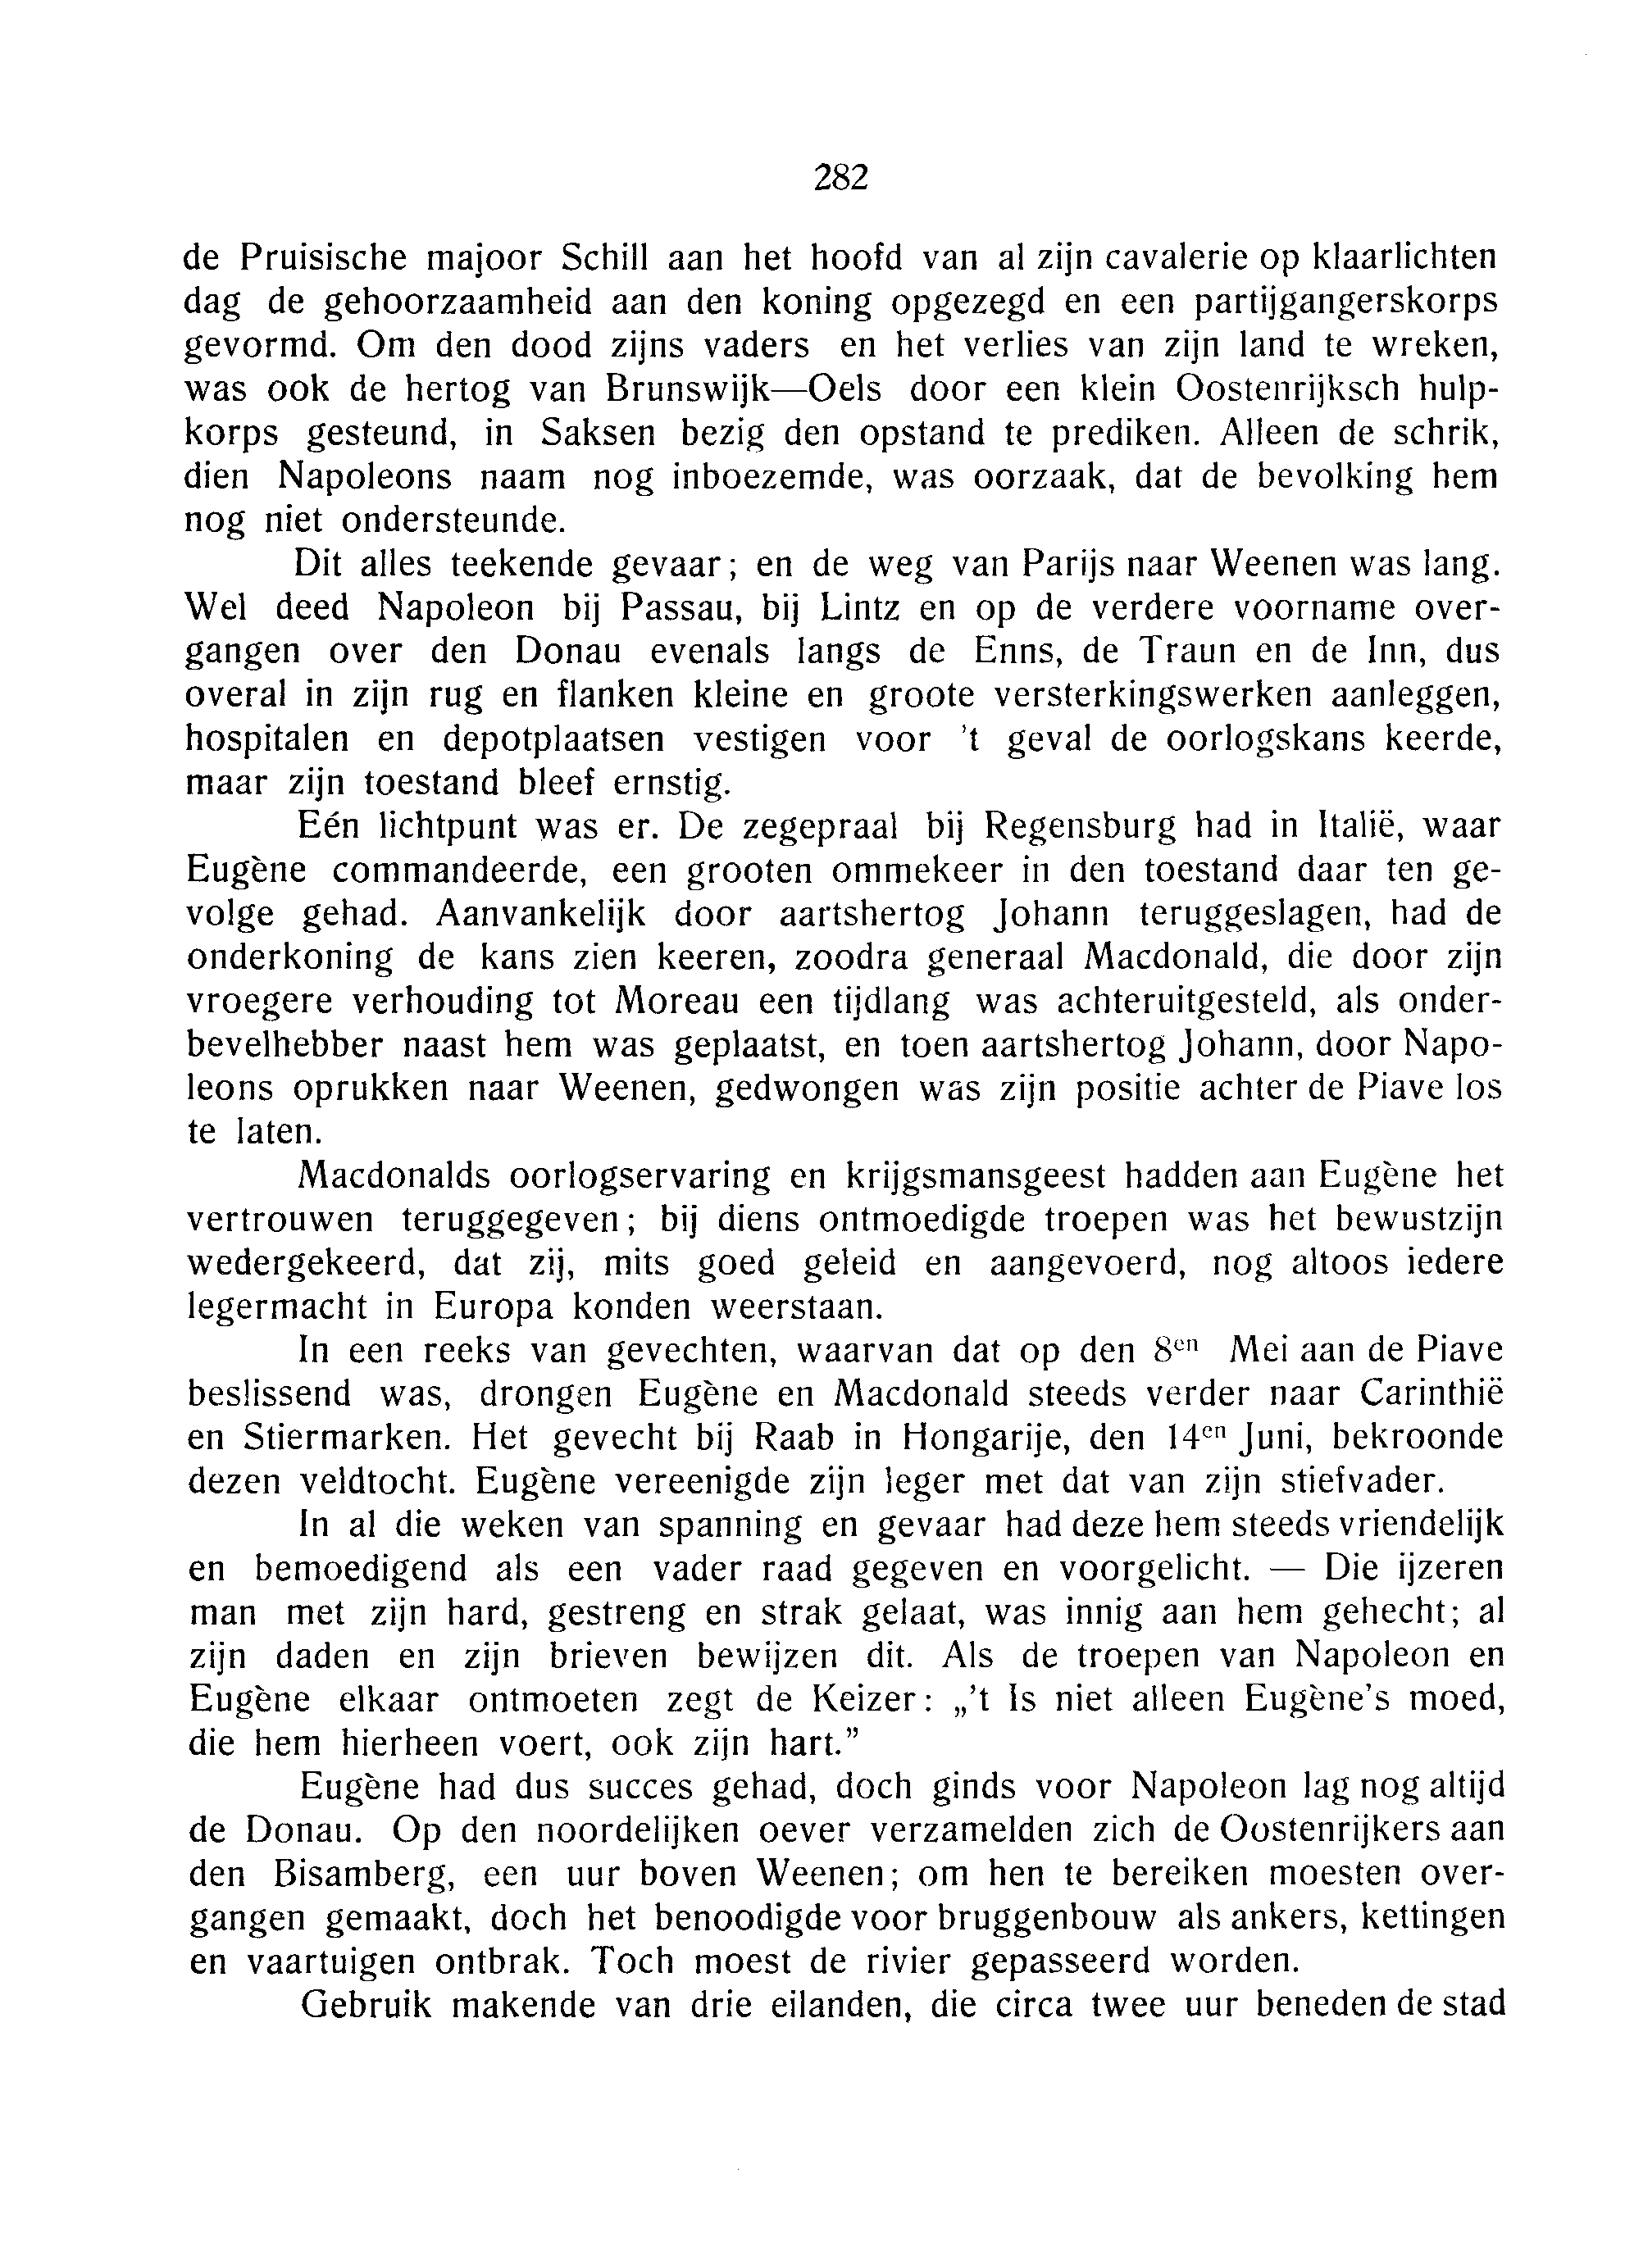 282
de Pruisische majoor Schill aan het hoofd van al zijn cavalerie op klaarlichten
dag de gehoorzaamheid aan den koning opgezegd en een partijgangerskorps
gevormd. Om den dood zijns vaders en het verlies van zijn land te wreken,
was ook de hertog van Brunswijk—Oels door een klein Oostenrijksch hulp-
korps gesteund, in Saksen bezig den opstand te prediken. Alleen de schrik,
dien Napoleons naam nog inboezemde, was oorzaak, dat de bevolking hem
nog niet ondersteunde.
Dit alles teekende gevaar; en de weg van Parijs naar Weenen was lang.
Wel deed Napoleon bij Passau, bij Lintz en op de verdere voorname over-
gangen over den Donau evenals langs de Enns, de Traun en de Inn, dus
overal in zijn rug en flanken kleine en groote versterkingswerken aanleggen,
hospitalen en depotplaatsen vestigen voor 't geval de oorlogskans keerde,
maar zijn toestand bleef ernstig.
Eén lichtpunt was er. De zegepraal bij Regensburg had in Italië, waar
Eugène commandeerde, een grooten ommekeer in den toestand daar ten ge-
volge gehad. Aanvankelijk door aartshertog Johann teruggeslagen, had de
onderkoning de kans zien keeren, zoodra generaal Macdonald, die door zijn
vroegere verhouding tot Moreau een tijdlang was achteruitgesteld, als onder-
bevelhebber naast hem was geplaatst, en toen aartshertog Johann, door Napo-
leons oprukken naar Weenen, gedwongen was zijn positie achter de Piave los
te laten.
Macdonalds oorlogservaring en krijgsmansgeest hadden aan Eugène het
vertrouwen teruggegeven; bij diens ontmoedigde troepen was het bewustzijn
wedergekeerd, dat zij, mits goed geleid en aangevoerd, nog altoos iedere
legermacht in Europa konden weerstaan.
In een reeks van gevechten, waarvan dat op den 8en Mei aan de Piave
beslissend was, drongen Eugène en Macdonald steeds verder naar Carinthië
en Stiermarken. Het gevecht bij Raab in Hongarije, den 14en Juni, bekroonde
dezen veldtocht. Eugène vereenigde zijn leger met dat van zijn stiefvader.
In al die weken van spanning en gevaar had deze hem steeds vriendelijk
en bemoedigend als een vader raad gegeven en voorgelicht. — Die ijzeren
man met zijn hard, gestreng en strak gelaat, was innig aan hem gehecht; al
zijn daden en zijn brieven bewijzen dit. Als de troepen van Napoleon en
Eugène elkaar ontmoeten zegt de Keizer: „'t Is niet alleen Eugène's moed,
die hem hierheen voert, ook zijn hart.”
Eugène had dus succes gehad, doch ginds voor Napoleon lag nog altijd
de Donau. Op den noordelijken oever verzamelden zich de Oostenrijkers aan
den Bisamberg, een uur boven Weenen; om hen te bereiken moesten over-
gangen gemaakt, doch het benoodigde voor bruggenbouw als ankers, kettingen
en vaartuigen ontbrak. Toch moest de rivier gepasseerd worden.
Gebruik makende van drie eilanden, die circa twee uur beneden de stad